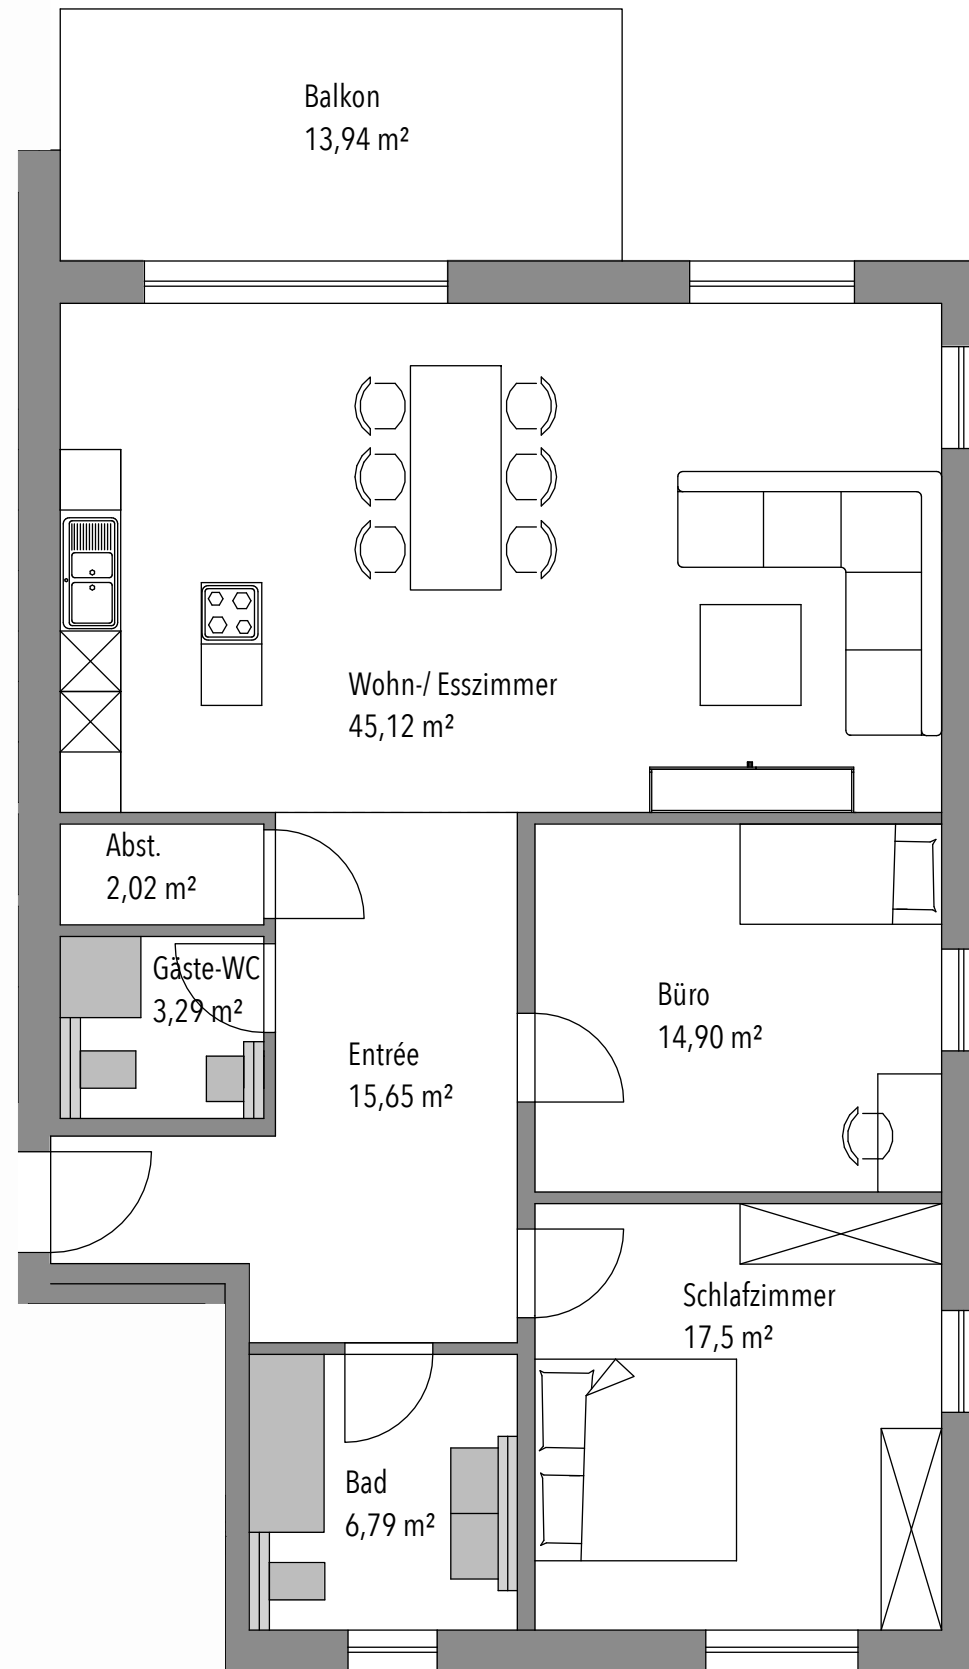 Balkon
13,94 m²
Wohn-/ Esszimmer
45,12 m²
Abst.
2,02 m²
Gäste-WC
3,29 m²
Büro
14,90 m²
Entrée
15,65 m²
Schlafzimmer
17,5 m²
Bad
6,79 m²